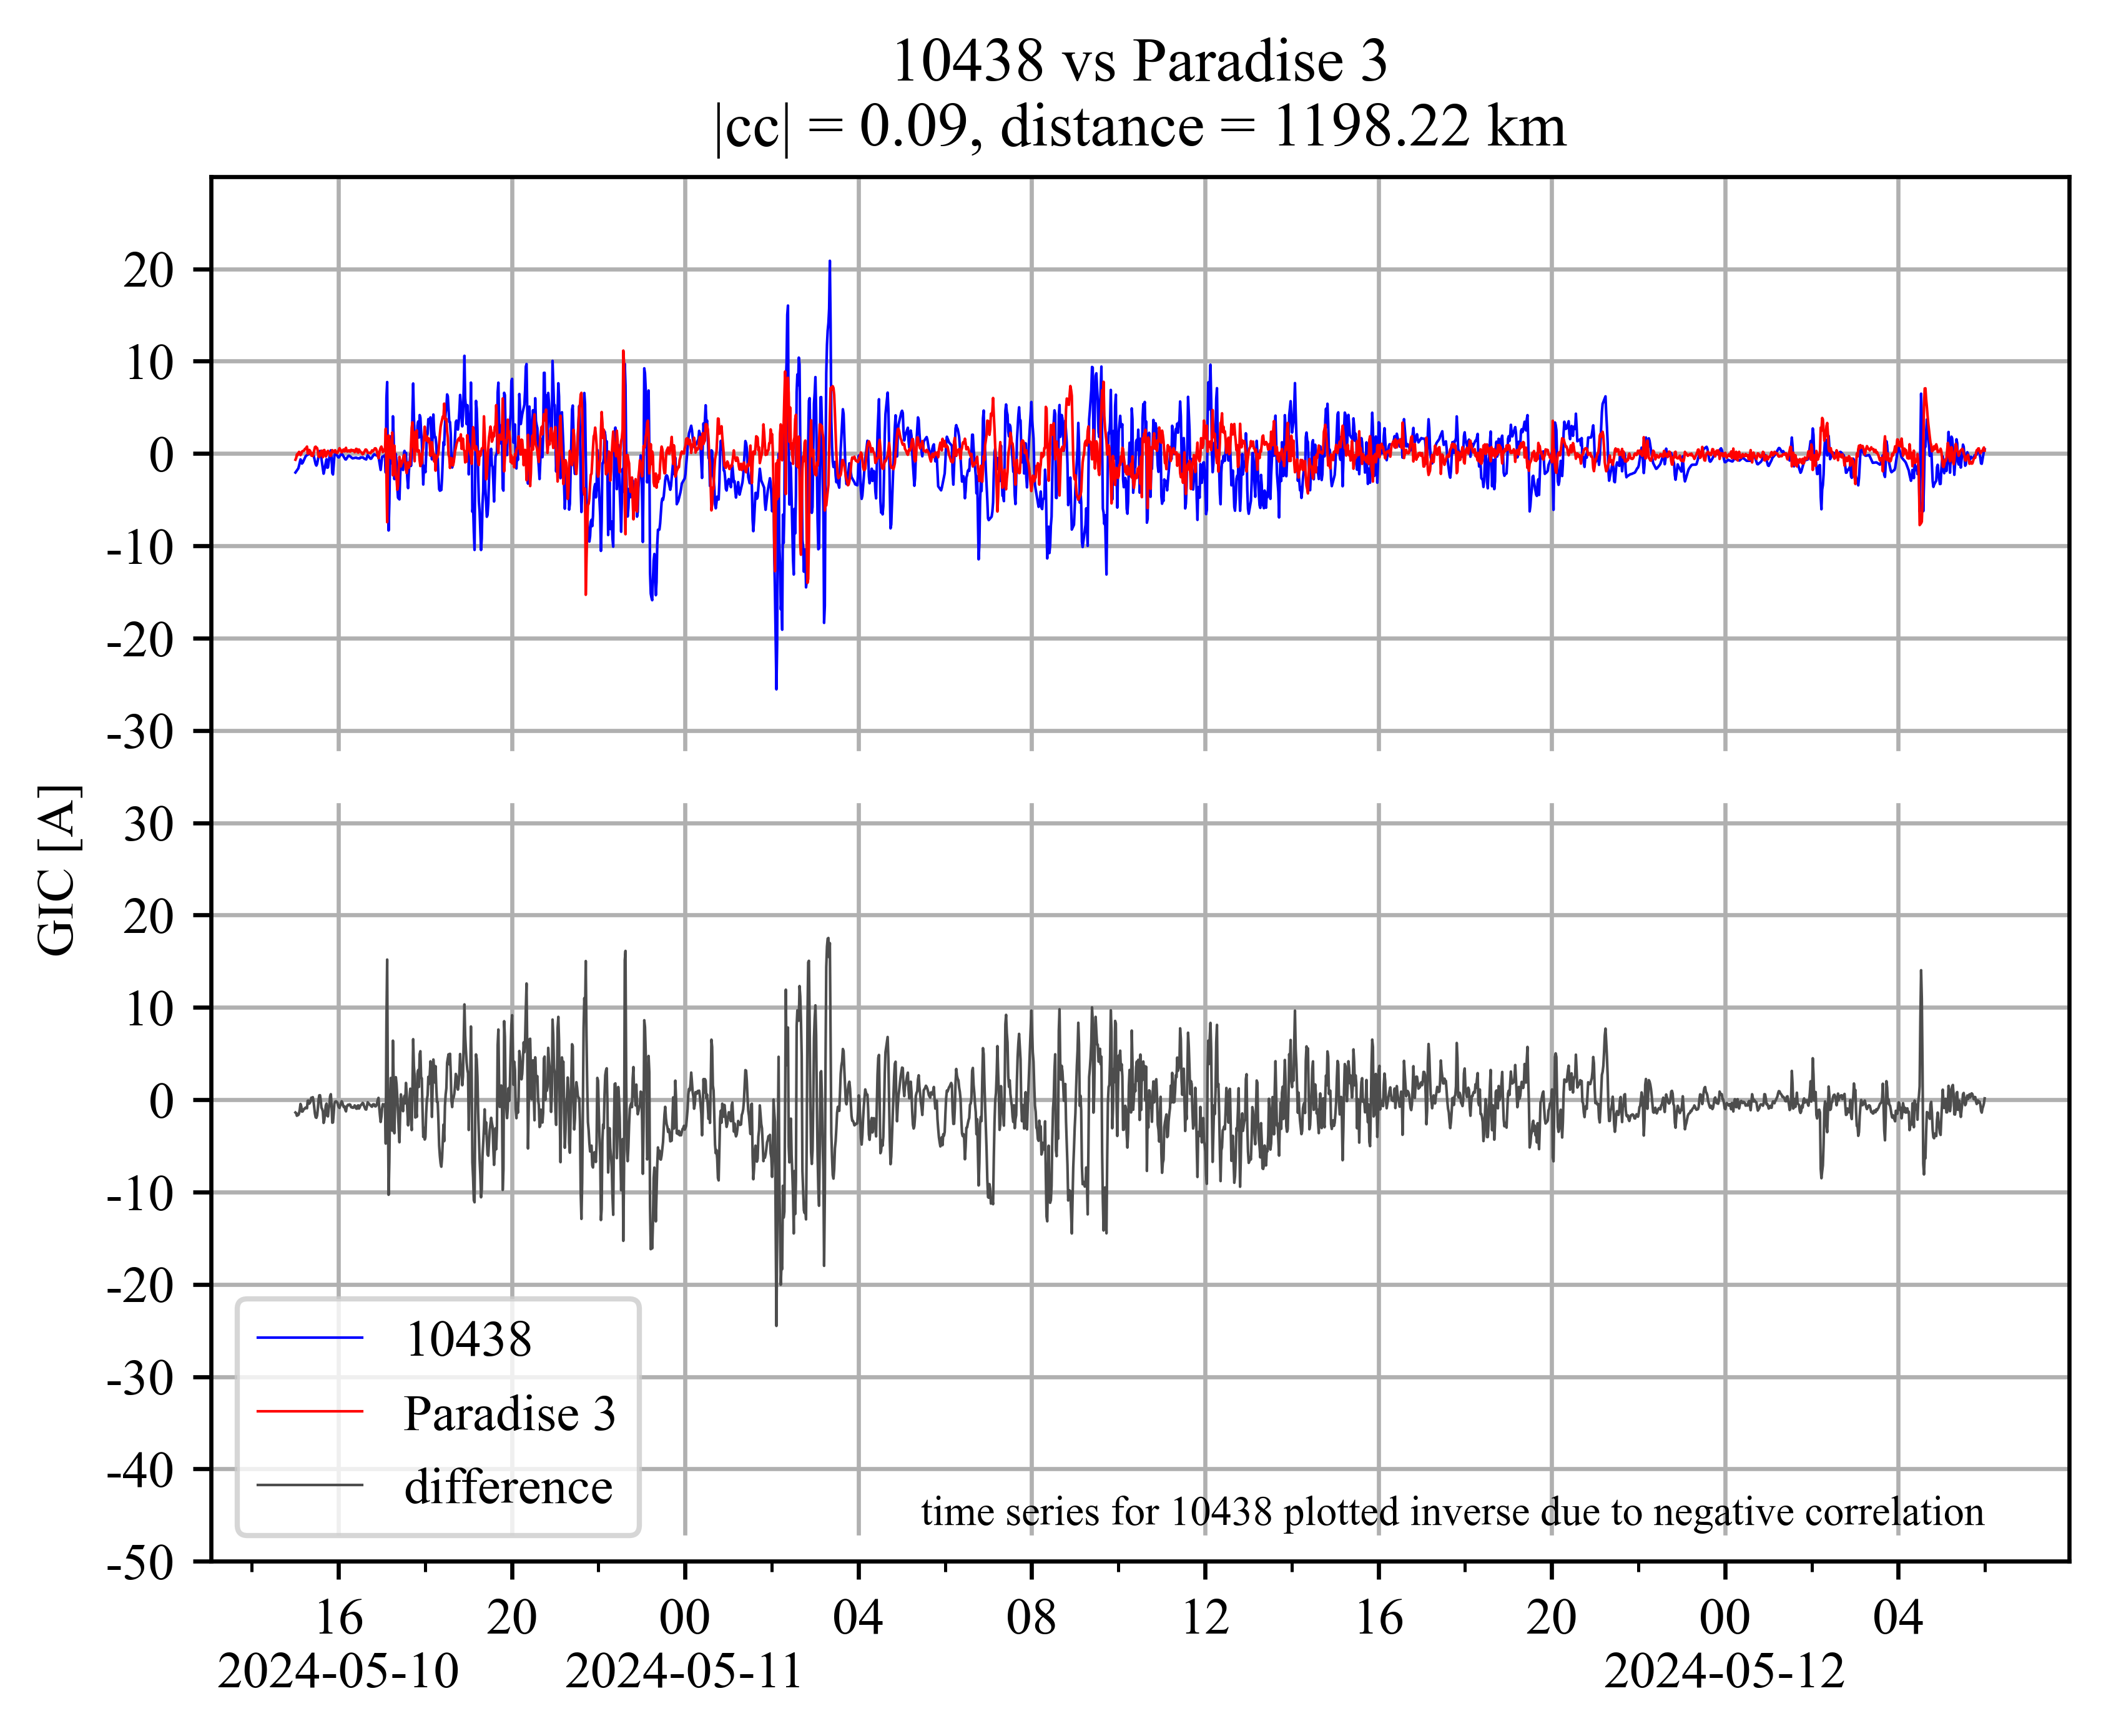 10438 vs Paradise 3
|cc| = 0.09, distance = 1198.22 km
GIC [A]
20
10
0
-10
-20
-30
30
20
10
0
-10
-20
-30
-40
-50
10438
Paradise 3
difference
time series for 10438 plotted inverse due to negative correlation
16 20 00 04 08 12 16 20 00 04
2024-05-10 2024-05-11 2024-05-12